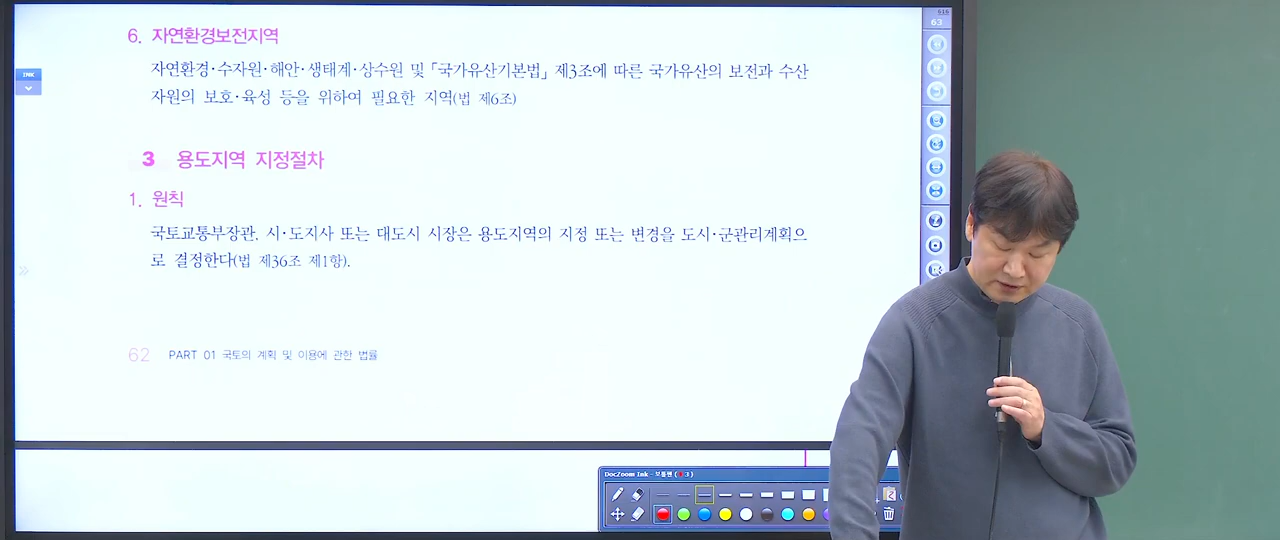 6. 자연환경보전지역
자연환경·수자원·해안·생태계·상수원 및 「국가유산기본법」 제3조에 따른 국가유산의 보전과 수산
자원의 보호·육성 등을 위하여 필요한 지역(법 제6조)
3 용도지역 지정절차
1. 원칙
국토교통부장관, 시·도지사 또는 대도시 시장은 용도지역의 지정 또는 변경을 도시·군관리계획으
로 결정한다(법 제36조 제1항).
62 PART 01 국토의 계획 및 이용에 관한 법률
INK
616
63
DocZoom Ink - 보통펜 ( 3 )